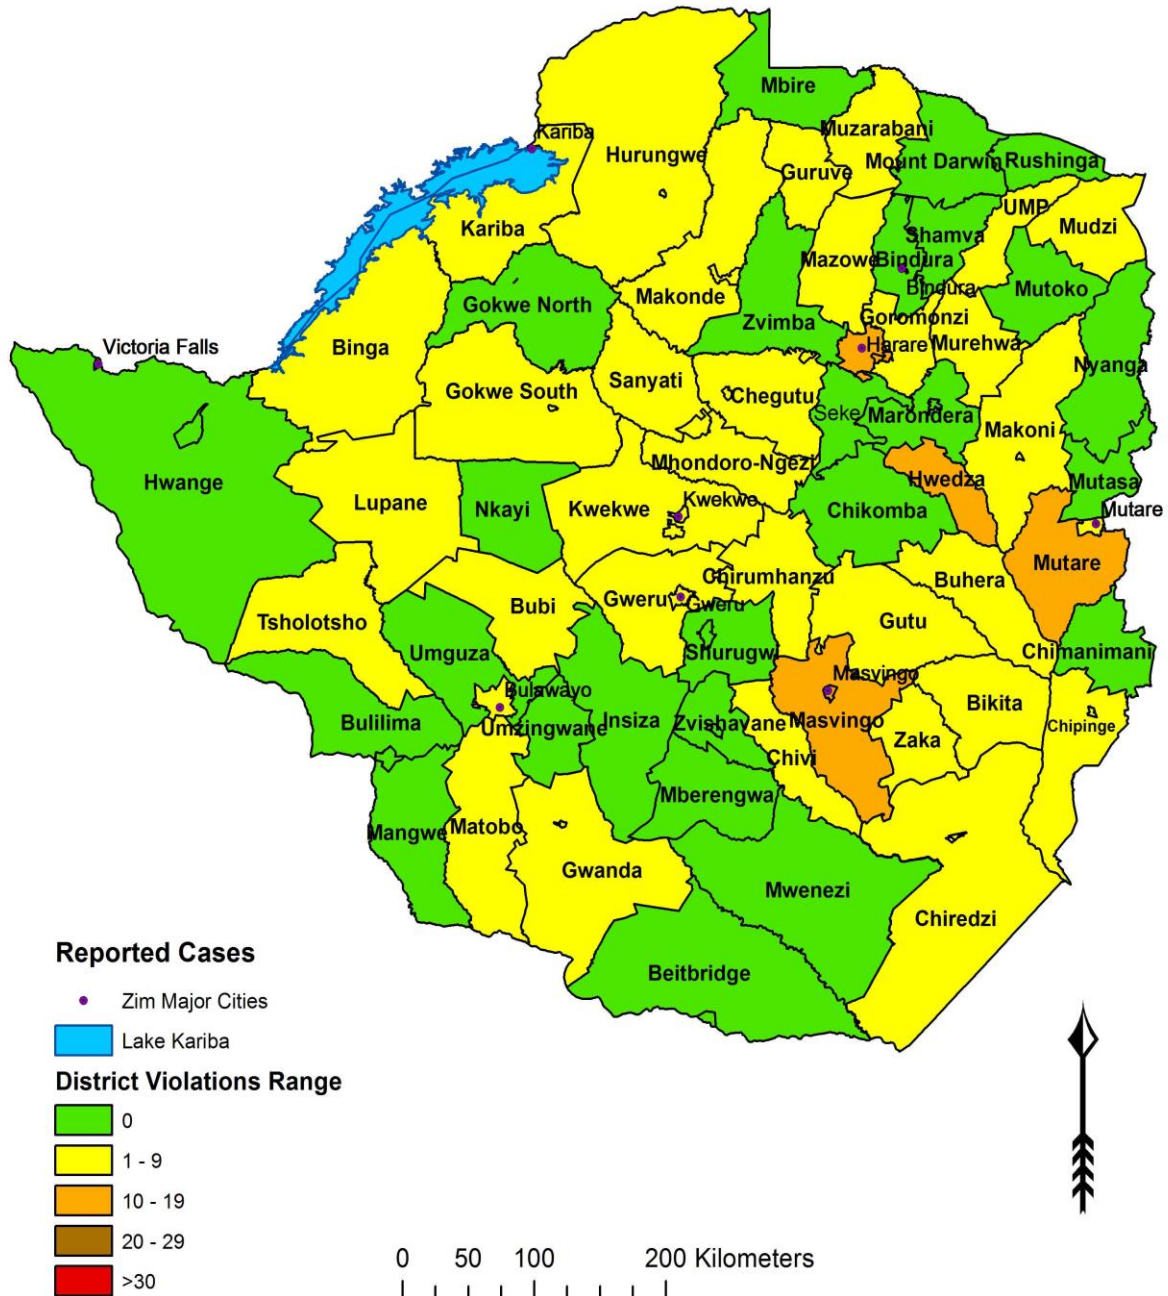 Mbire
Kariba
Muzarabani
Hurungwe
Mount Darwin
Rushinga
Guruve
UMP
Mudzi
Kariba
Shamva
Mazowe
Bindura
Bindura
Mutoko
Makonde
Gokwe North
Zvimba
Goromonzi
Victoria Falls
Binga
Harare
Murehwa
Nyanga
Sanyati
Gokwe South
Chegutu
Seke
Marondera
Makoni
Mhondoro-Ngezi
Hwedza
Hwange
Lupane
Mutasa
Nkayi
Kwekwe
Kwekwe
Chikomba
Mutare
Mutare
Chirumhanzu
Buhera
Bubi
Gweru
Gweru
Tsholotsho
Gutu
Umguza
Shurugwi
Chimanimani
Masvingo
Bulawayo
Bikita
Bulilima
Umzingwane
Insiza
Zvishavane
Masvingo
Chipinge
Zaka
Chivi
Mberengwa
Mangwe
Matobo
Gwanda
Mwenezi
Chiredzi
Beitbridge
Reported Cases
Zim Major Cities
Lake Kariba
District Violations Range
0
1 - 9
10 - 19
20 - 29
>30
0 50 100 200 Kilometers